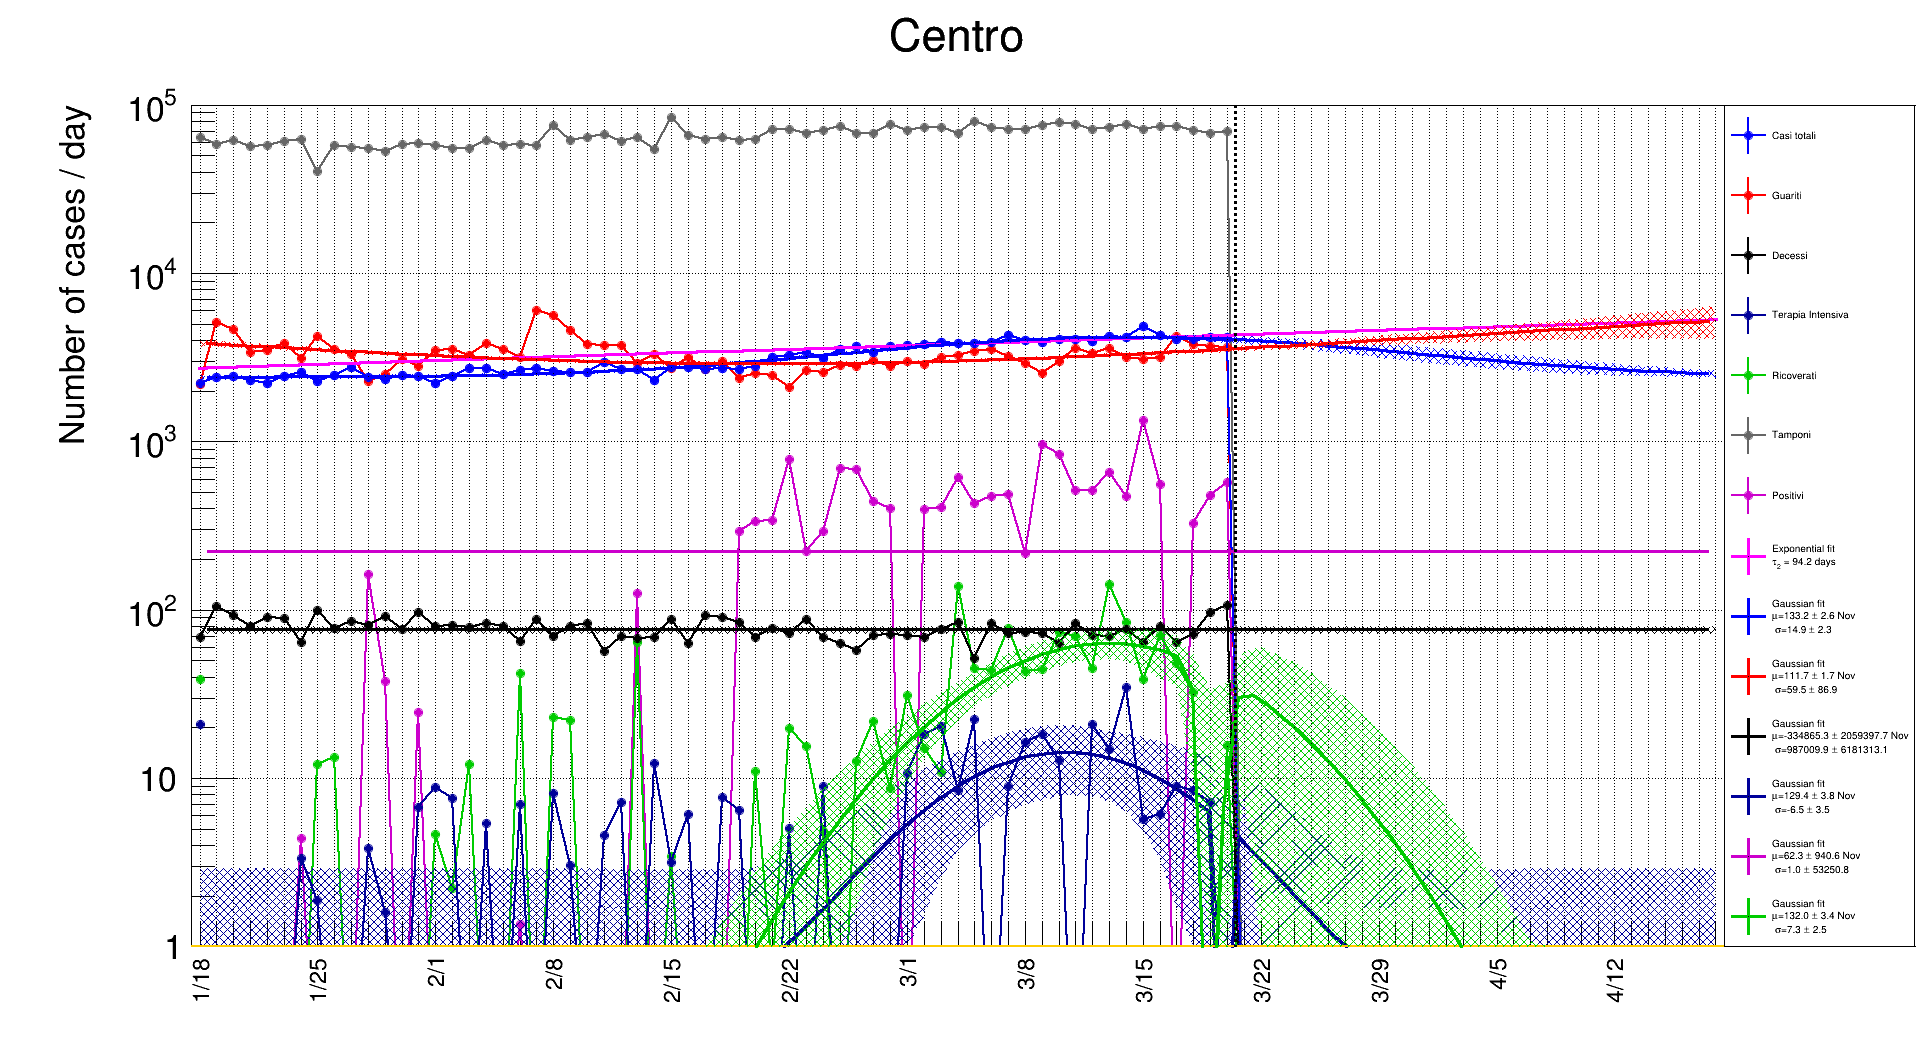 Centro
Number of cases / day
10^5
10^4
10^3
10^2
10
1
1/18
1/25
2/1
2/8
2/15
2/22
3/1
3/8
3/15
3/22
3/29
4/5
4/12
Casi totali
Guariti
Decessi
Terapia Intensiva
Ricoverati
Tamponi
Positivi
Exponential fit
τ_2 = 94.2 days
Gaussian fit
μ=133.2 ± 2.6 Nov
σ=14.9 ± 2.3
Gaussian fit
μ=111.7 ± 1.7 Nov
σ=59.5 ± 86.9
Gaussian fit
μ=-334865.3 ± 2059397.7 Nov
σ=987009.9 ± 6181313.1
Gaussian fit
μ=129.4 ± 3.8 Nov
σ=-6.5 ± 3.5
Gaussian fit
μ=62.3 ± 940.6 Nov
σ=1.0 ± 53250.8
Gaussian fit
μ=132.0 ± 3.4 Nov
σ=7.3 ± 2.5